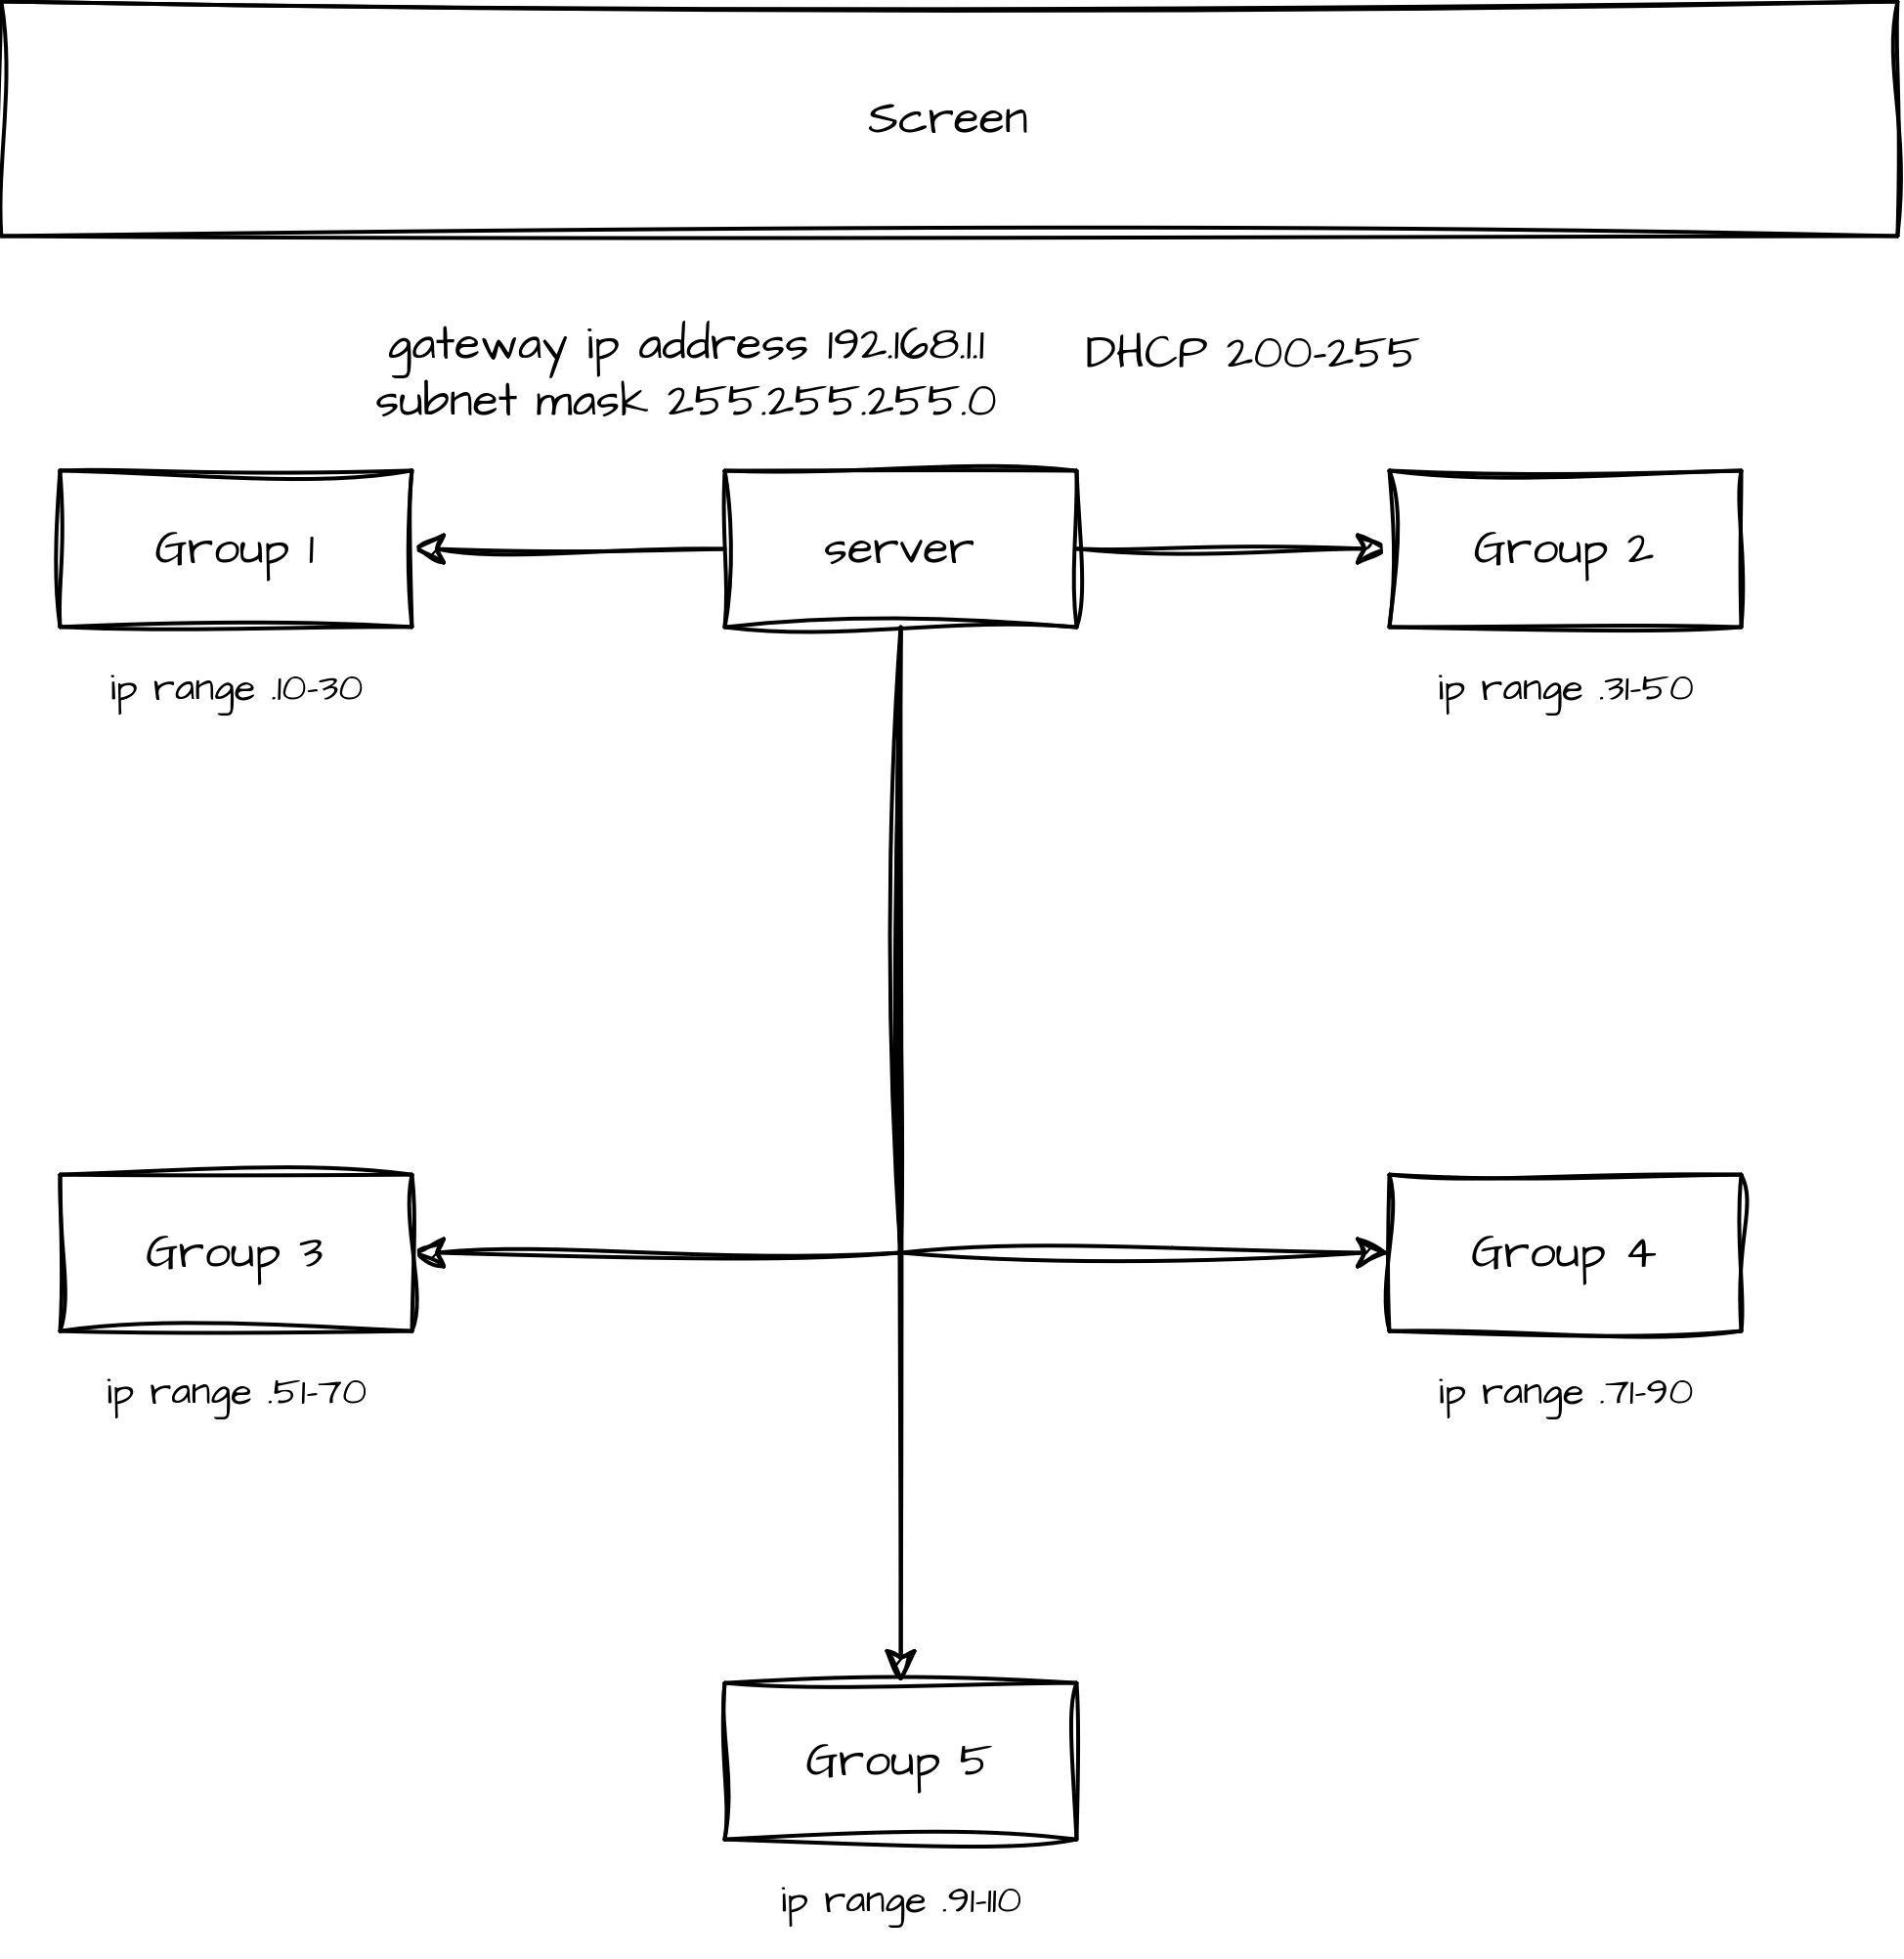 Screen
gateway ip address 192.168.1.1
subnet mask 255.255.255.0
DHCP 200-255
Group 1
server
Group 2
ip range .10-30
ip range .31-50
Group 3
Group 4
ip range .51-70
ip range .71-90
Group 5
ip range .91-110